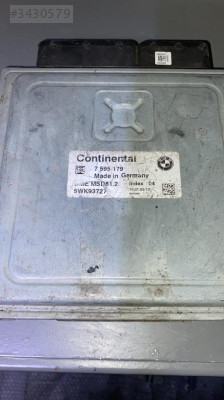 #3430579
Continental
7 595 179
Made in Germany
DME MSD81.2 Index 04
5WK93727